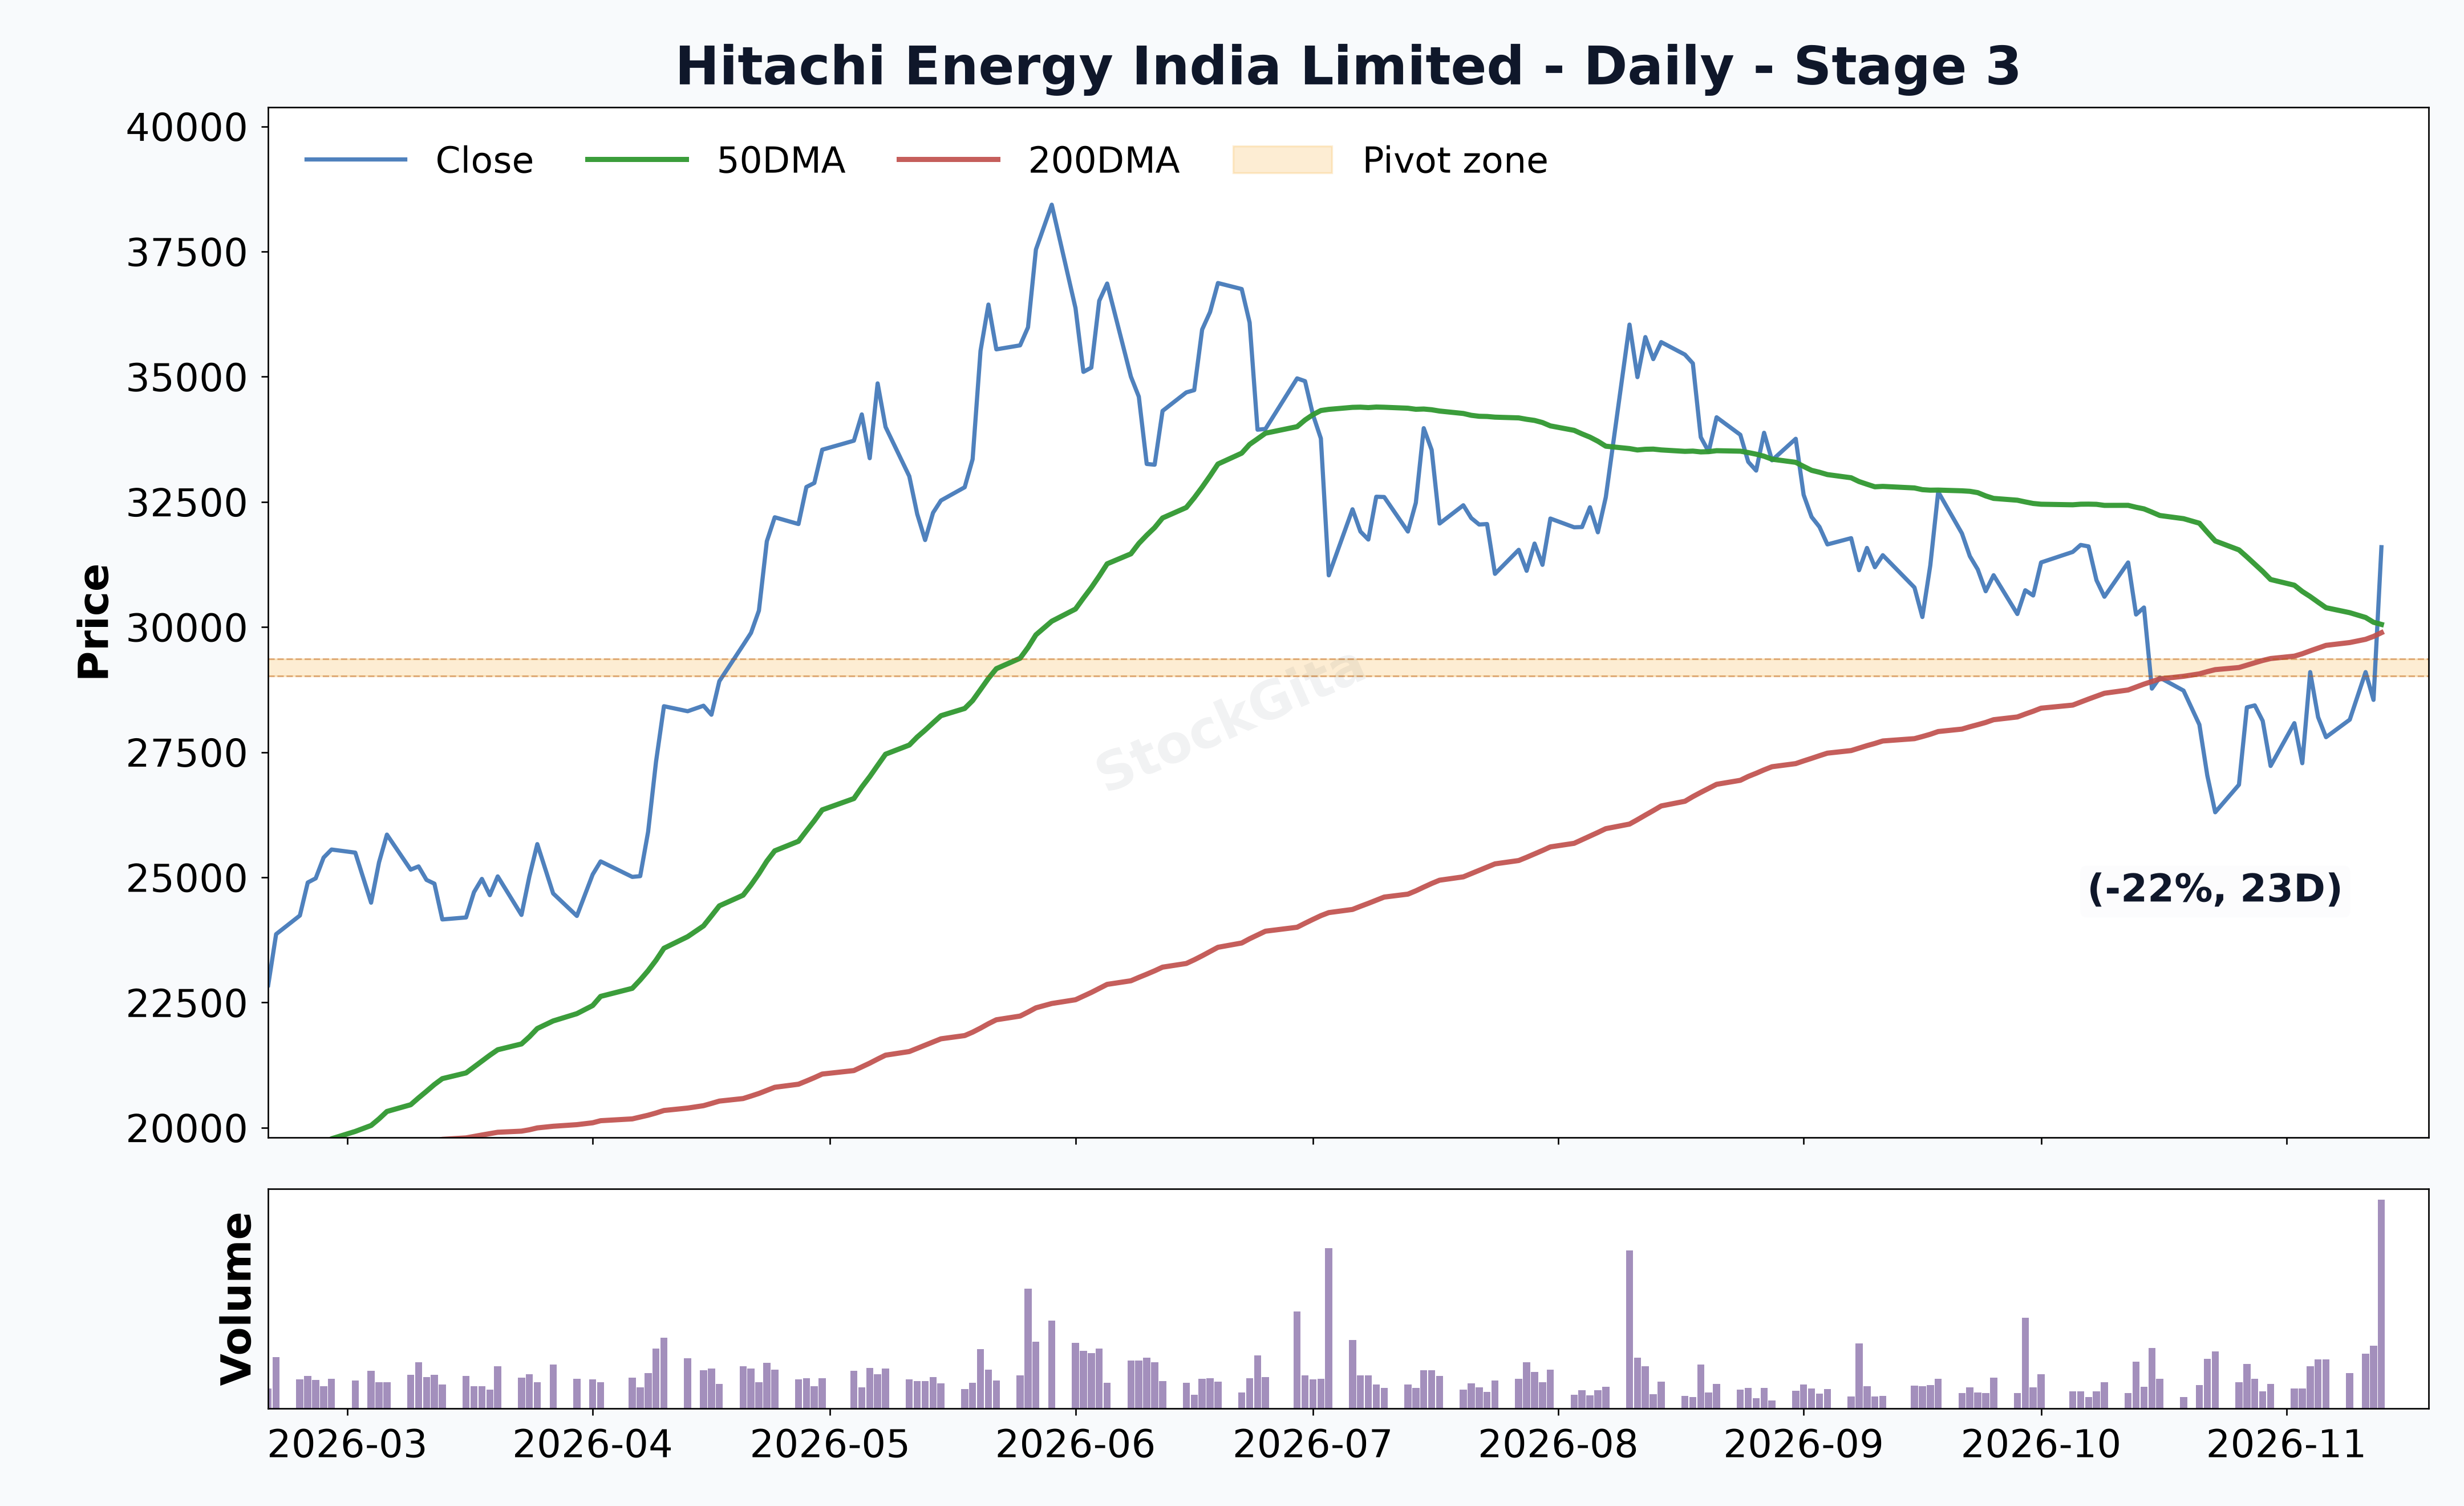 Hitachi Energy India Limited - Daily - Stage 3
Close 50DMA 200DMA Pivot zone
40000
37500
35000
32500
30000
27500
25000
22500
20000
Price
StockGita
(-22%, 23D)
Volume
2026-03 2026-04 2026-05 2026-06 2026-07 2026-08 2026-09 2026-10 2026-11